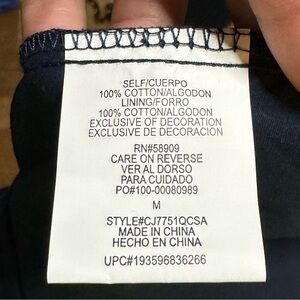 SELF/CUERPO
100% COTTON/ALGODON
LINING/FORRO
100% COTTON/ALGODON
EXCLUSIVE OF DECORATION
EXCLUSIVE DE DECORACION
RN#58909
CARE ON REVERSE
VER AL DORSO
PARA CUIDADO
PO#100-00080989
M
STYLE#CJ7751QCSA
MADE IN CHINA
HECHO EN CHINA
UPC#193596836266